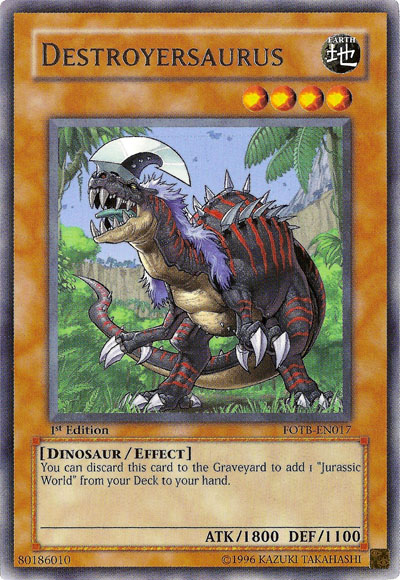 DESTROYERSAURUS
EARTH
地
1st Edition
FOTB-EN017
[DINOSAUR / EFFECT]
You can discard this card to the Graveyard to add 1 "Jurassic
World" from your Deck to your hand.
ATK/1800 DEF/1100
80186010
©1996 KAZUKI TAKAHASHI